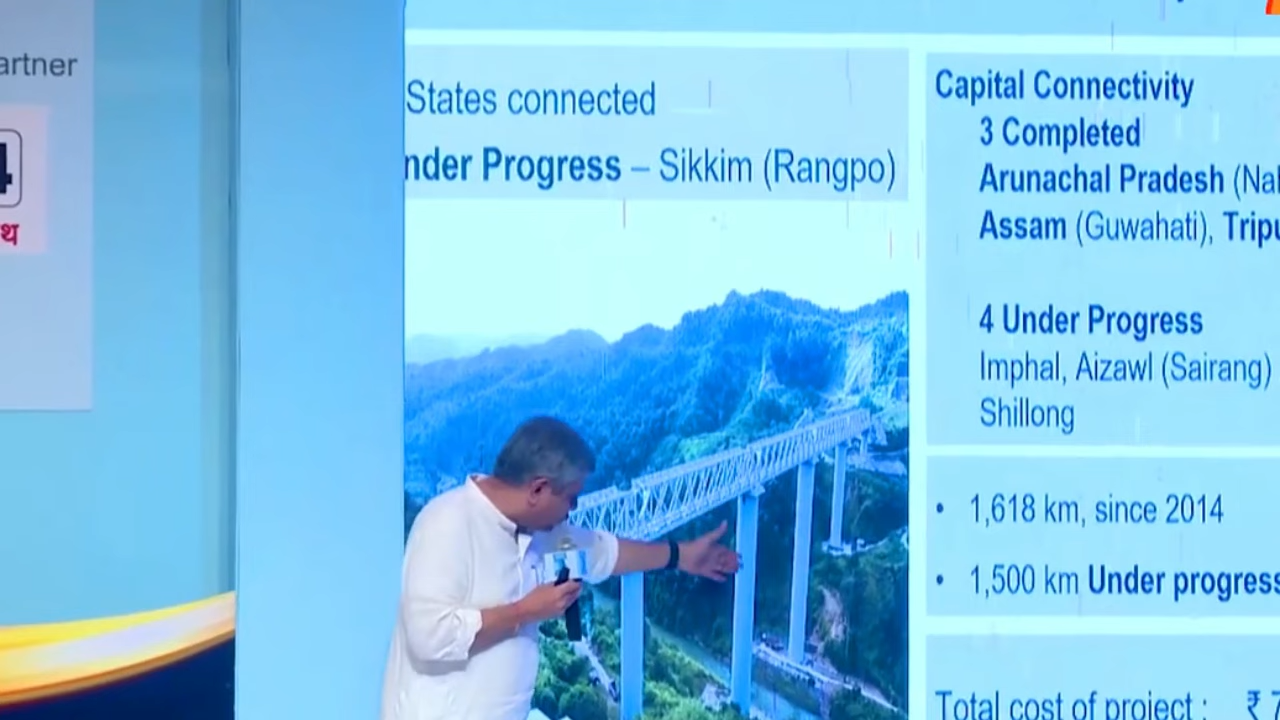 artner
4
थ
States connected
nder Progress – Sikkim (Rangpo)
Capital Connectivity
3 Completed
Arunachal Pradesh (Nah
Assam (Guwahati), Tripu
4 Under Progress
Imphal, Aizawl (Sairang)
Shillong
• 1,618 km, since 2014
• 1,500 km Under progress
Total cost of project : ₹ 7